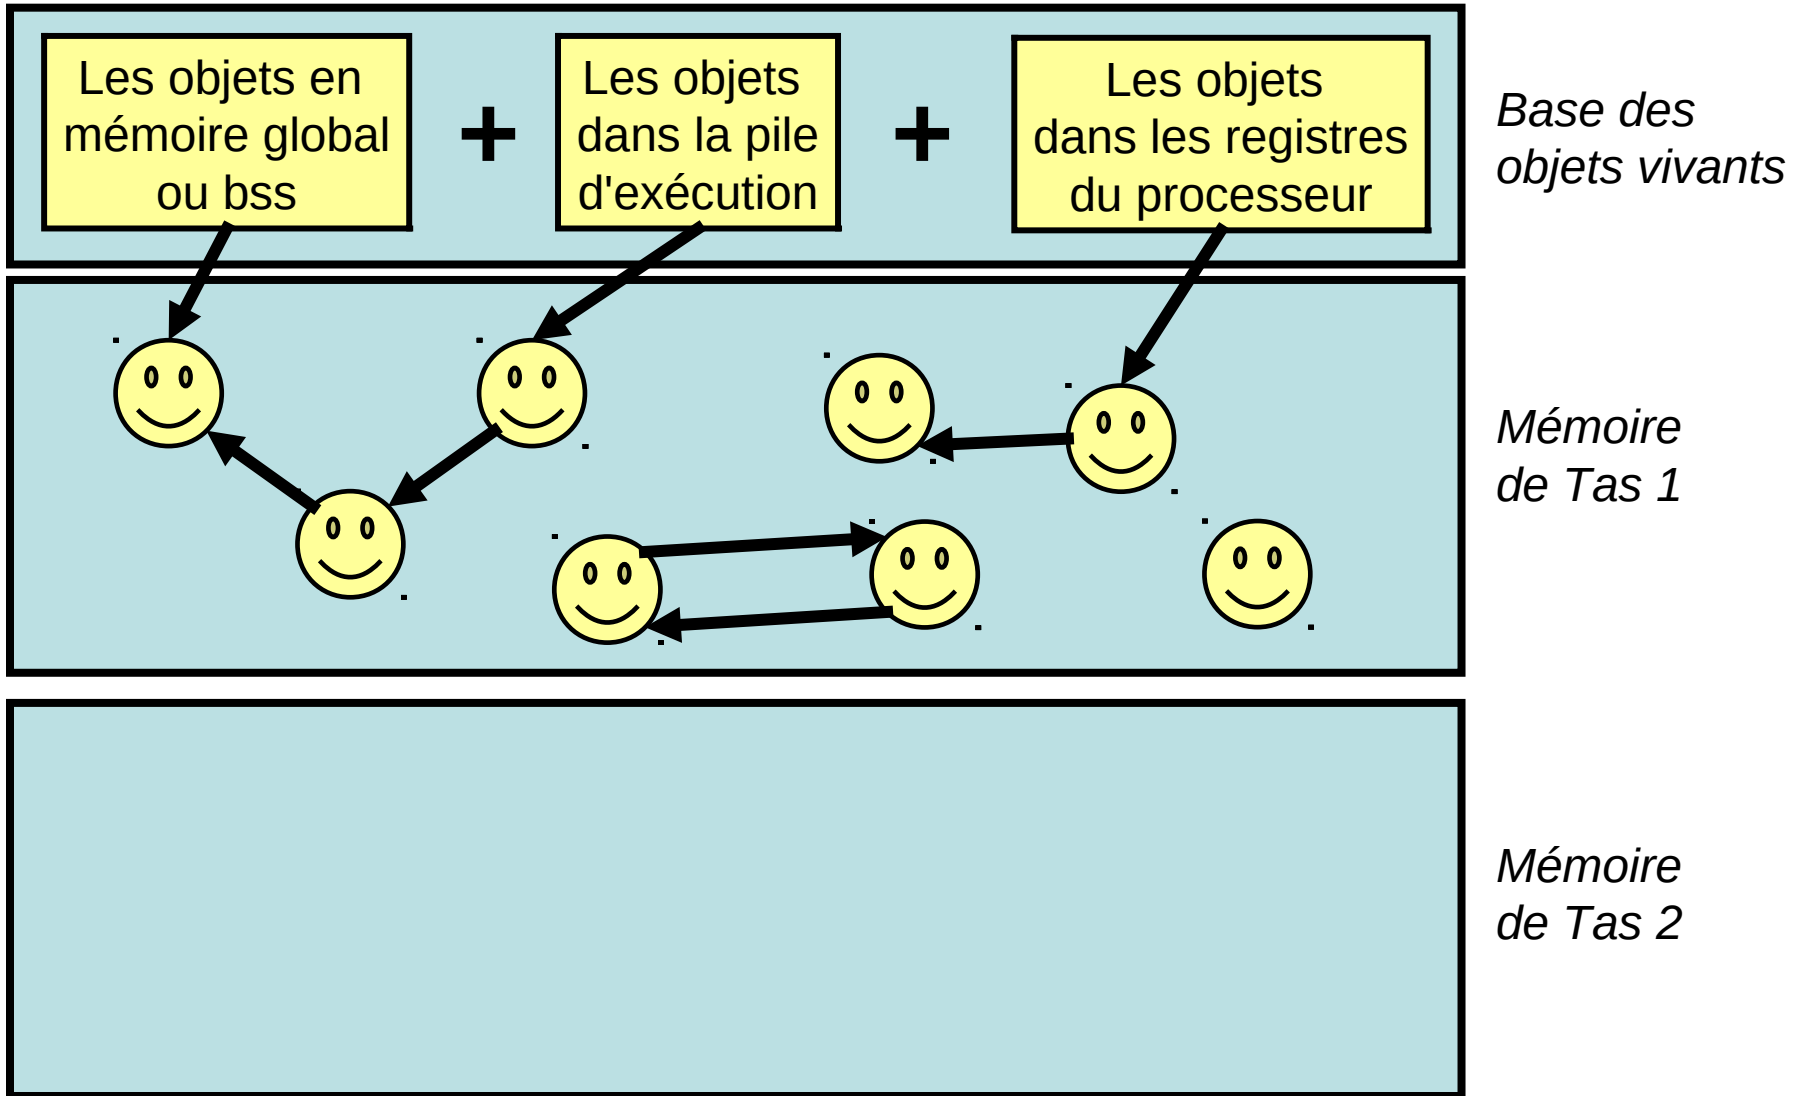 Les objets en
mémoire global
ou bss
+
Les objets
dans la pile
d'exécution
+
Les objets
dans les registres
du processeur
Base des
objets vivants
Mémoire
de Tas 1
Mémoire
de Tas 2